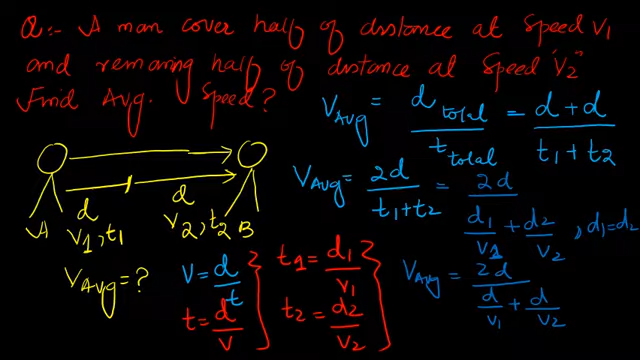 Q:- A man cover half of distance at Speed V1
and remaining half of distance at Speed "V2"
Find Avg. Speed?
VAvg = d total / t total = d + d / t1 + t2
VAvg = 2d / t1 + t2 = 2d / d1/V1 + d2/V2 , d1 = d2
VAvg = 2d / d/V1 + d/V2
d d
A V1, t1 V2, t2 B
VAvg = ?
V = d/t
t = d/V
t1 = d1/V1
t2 = d2/V2